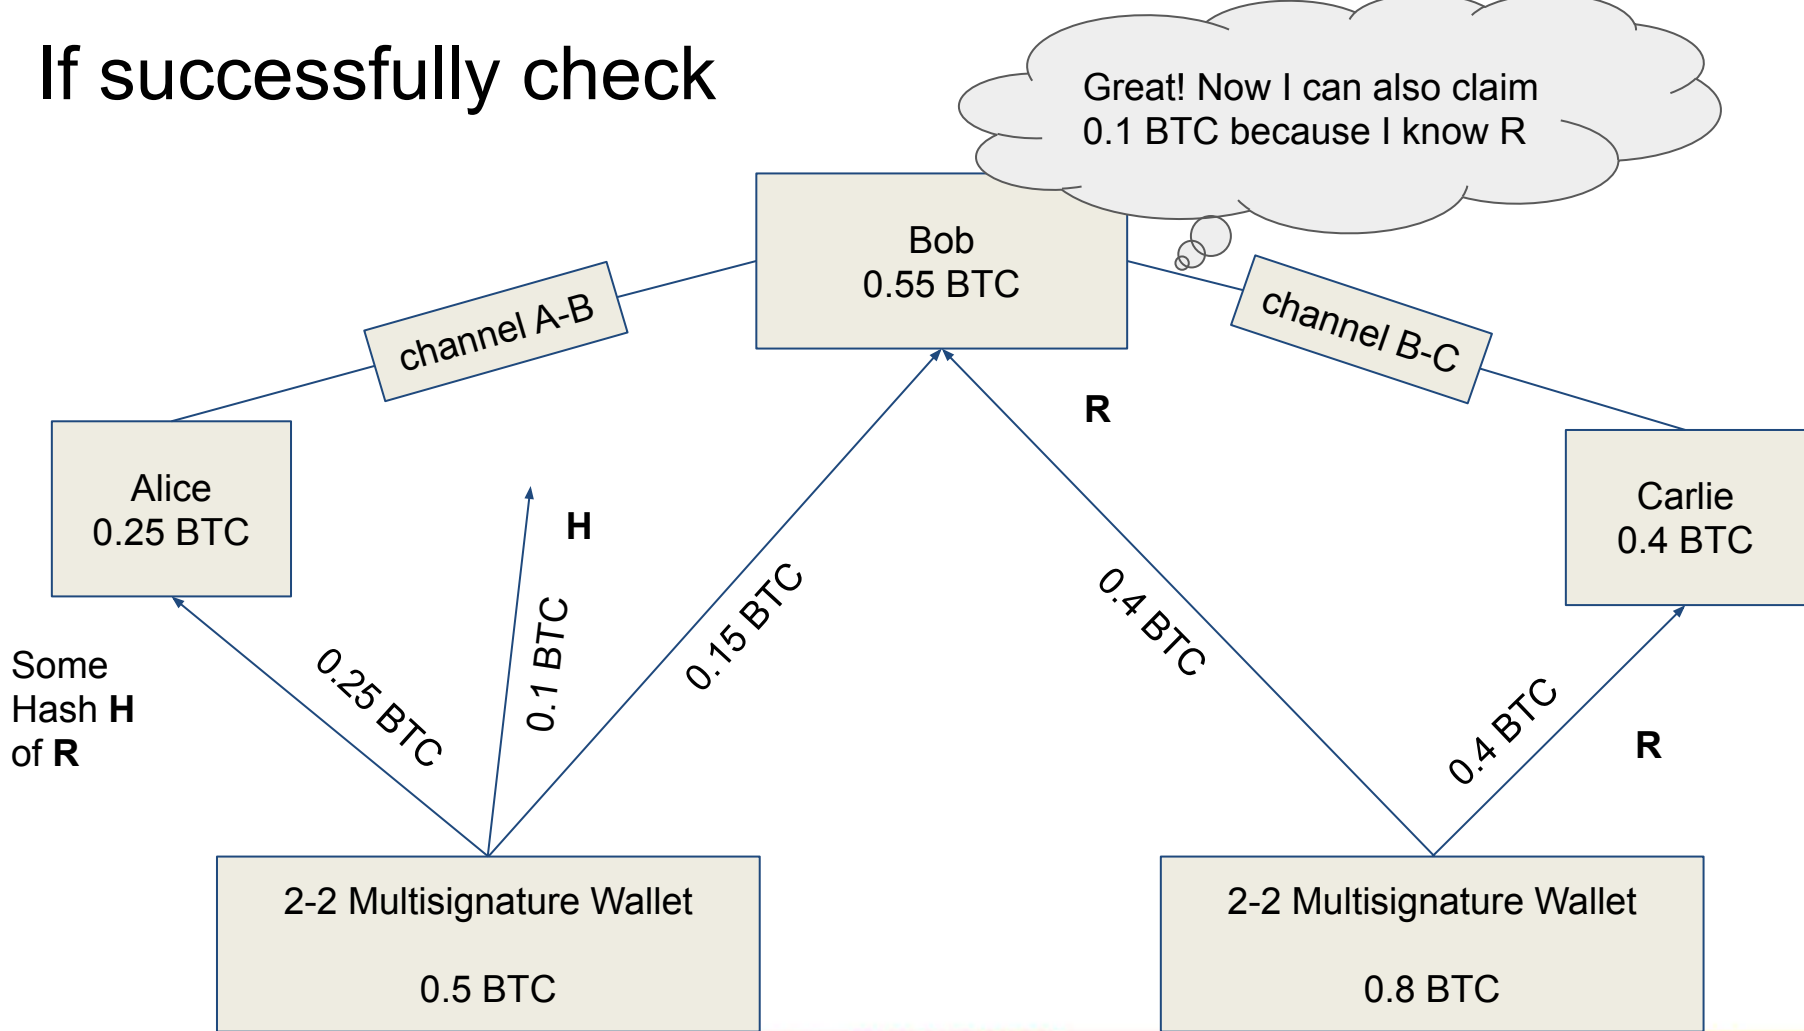 If successfully check
Great! Now I can also claim
0.1 BTC because I know R
Bob
0.55 BTC
channel A-B
channel B-C
R
Alice
0.25 BTC
H
Carlie
0.4 BTC
Some
Hash H
of R
0.25 BTC
0.1 BTC
0.15 BTC
0.4 BTC
0.4 BTC
R
2-2 Multisignature Wallet
0.5 BTC
2-2 Multisignature Wallet
0.8 BTC